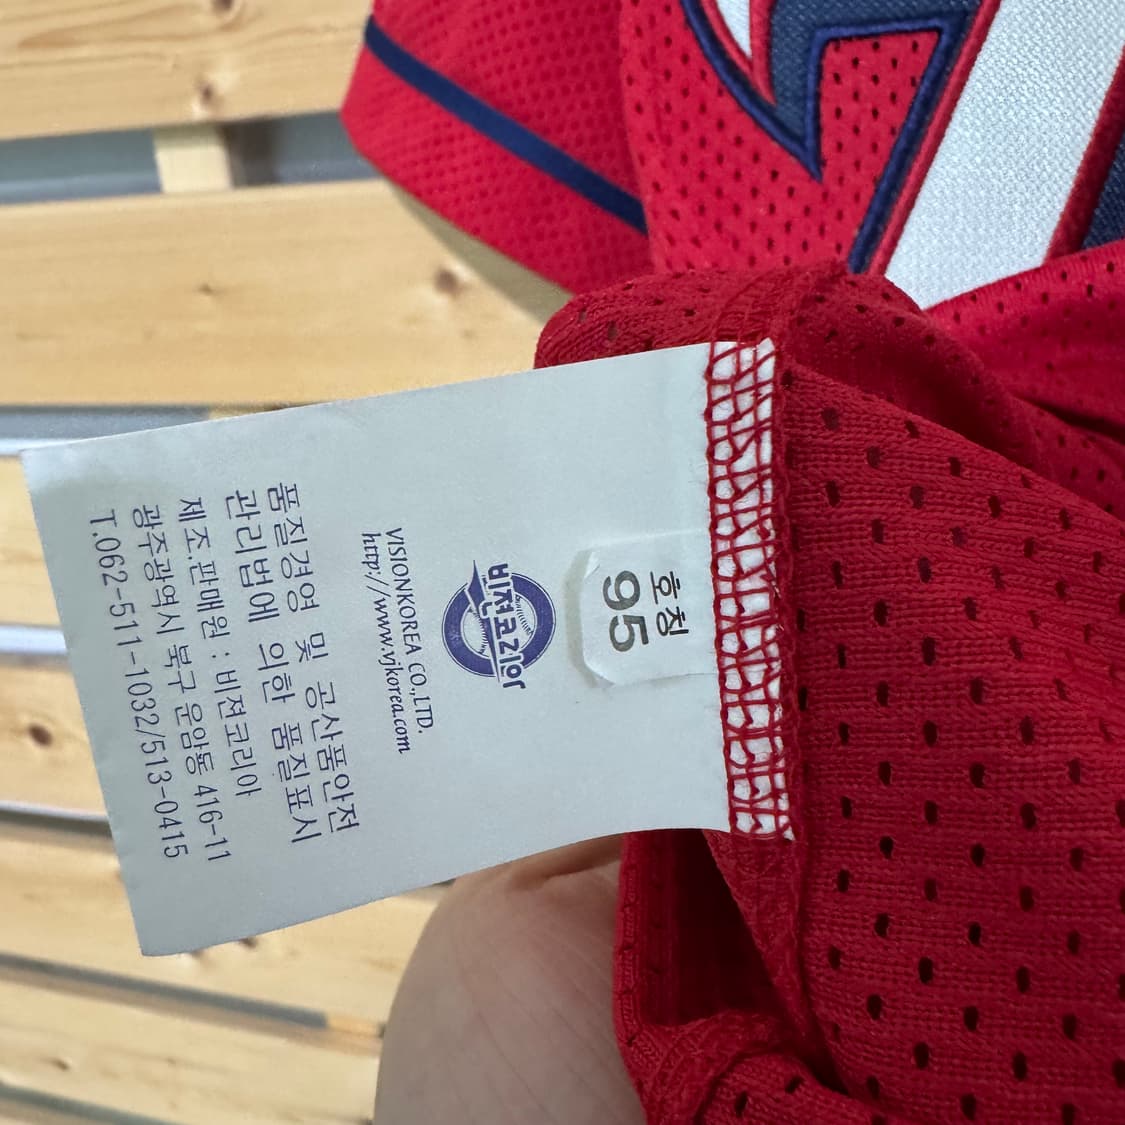 호칭
95
비젼코리아
VISIONKOREA CO.,LTD.
http://www.vjkorea.com
품질경영 및 공산품안전
관리법에 의한 품질표시
제조.판매원 : 비젼코리아
광주광역시 북구 운암동 416-11
T.062-511-1032/513-0415